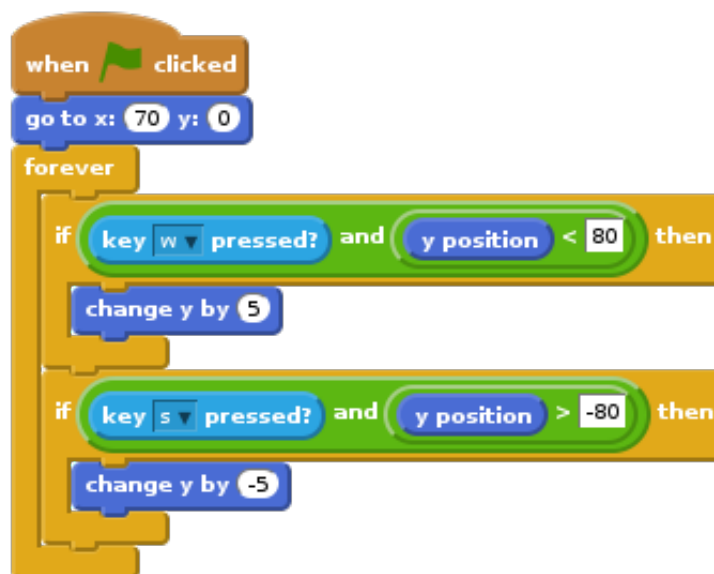 when clicked
go to x: 70 y: 0
forever
if key w pressed? and y position < 80 then
change y by 5
if key s pressed? and y position > -80 then
change y by -5